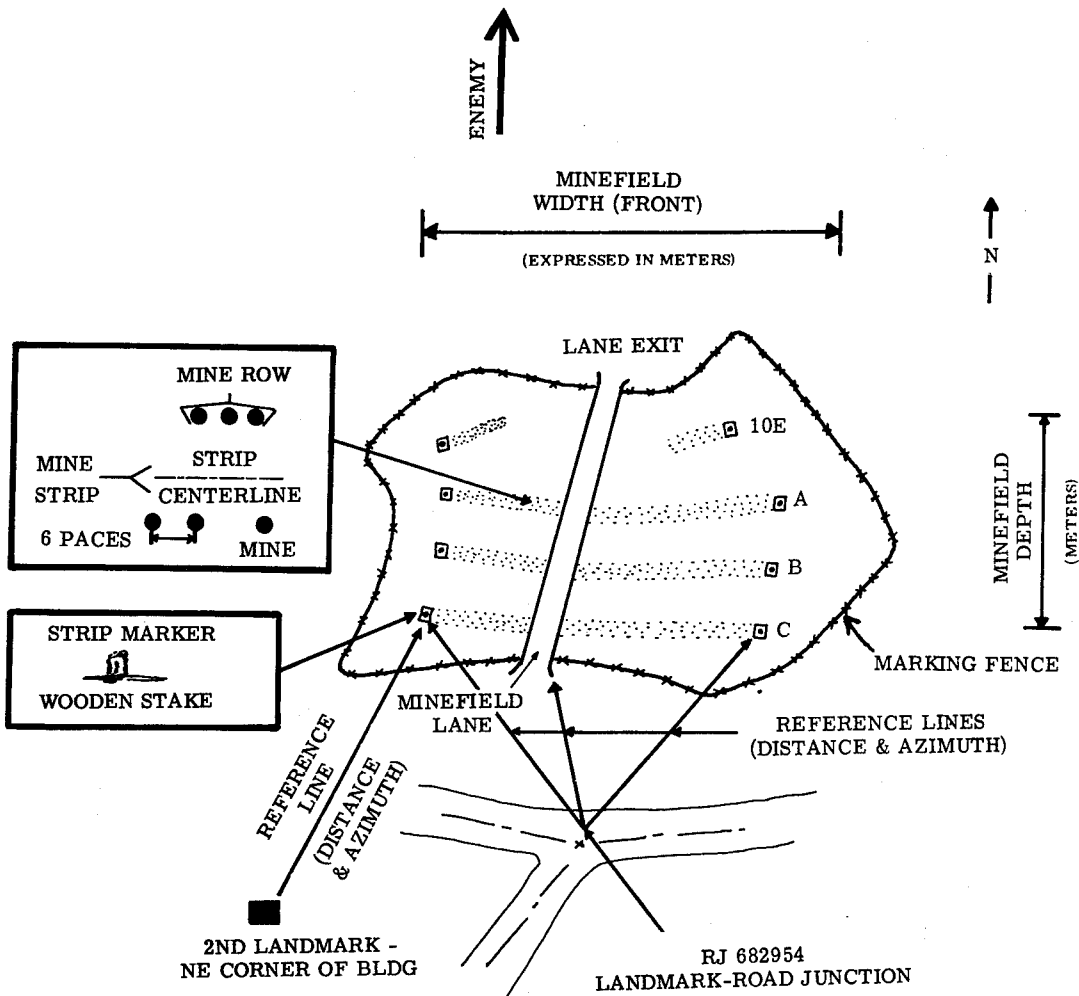 ENEMY
MINEFIELD
WIDTH (FRONT)
(EXPRESSED IN METERS)
N
LANE EXIT
MINE ROW
MINE
STRIP
STRIP
CENTERLINE
6 PACES
MINE
10E
A
B
C
MINEFIELD
DEPTH
(METERS)
STRIP MARKER
WOODEN STAKE
MARKING FENCE
MINEFIELD
LANE
REFERENCE LINES
(DISTANCE & AZIMUTH)
REFERENCE
LINE
(DISTANCE
& AZIMUTH)
2ND LANDMARK -
NE CORNER OF BLDG
RJ 682954
LANDMARK-ROAD JUNCTION